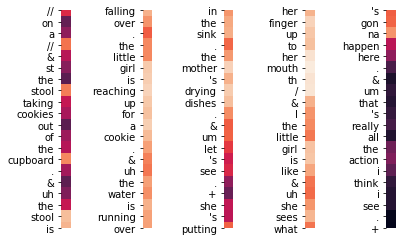 //
on
a
//
&
st
the
stool
taking
cookies
out
of
the
cupboard
.
&
uh
the
stool
is
falling
over
.
the
little
girl
is
reaching
up
for
a
cookie
.
&
uh
the
water
is
running
over
in
the
sink
.
the
mother
's
drying
dishes
.
&
um
let
's
see
.
+
she
's
putting
her
finger
up
to
her
mouth
th
/
&
l
the
little
girl
is
like
&
uh
she
sees
what
's
gon
na
happen
here
.
&
um
that
's
really
all
the
action
i
think
i
see
.
+